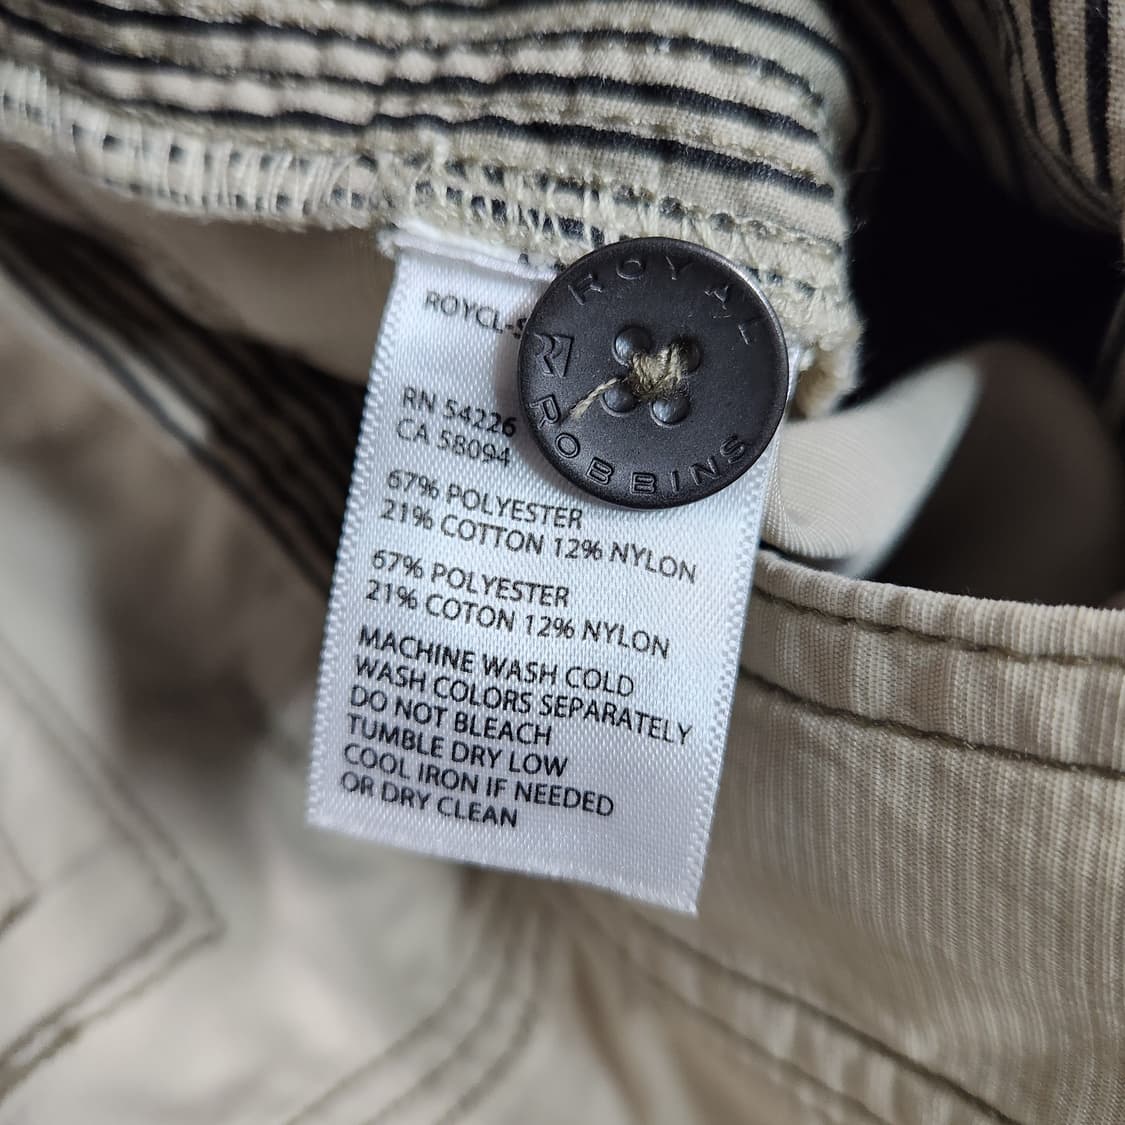 ROYAL
ROBBINS
ROYCL-S
RN 54226
CA 58094
67% POLYESTER
21% COTTON 12% NYLON
67% POLYESTER
21% COTON 12% NYLON
MACHINE WASH COLD
WASH COLORS SEPARATELY
DO NOT BLEACH
TUMBLE DRY LOW
COOL IRON IF NEEDED
OR DRY CLEAN